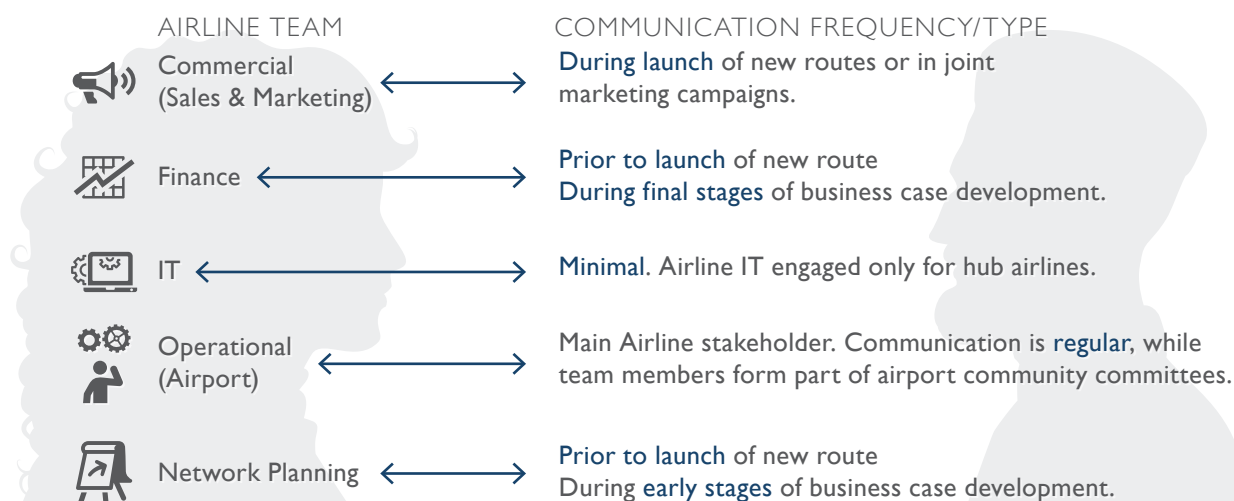 AIRLINE TEAM
COMMUNICATION FREQUENCY/TYPE
Commercial
(Sales & Marketing)
During launch of new routes or in joint
marketing campaigns.
Finance
Prior to launch of new route
During final stages of business case development.
IT
Minimal. Airline IT engaged only for hub airlines.
Operational
(Airport)
Main Airline stakeholder. Communication is regular, while
team members form part of airport community committees.
Network Planning
Prior to launch of new route
During early stages of business case development.